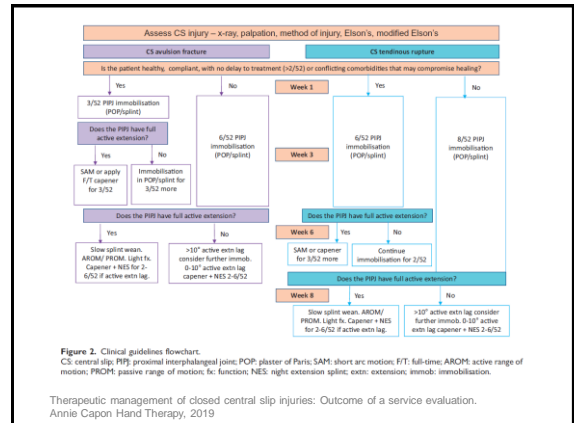 Assess CS injury – x-ray, palpation, method of injury, Elson's, modified Elson's
CS avulsion fracture
CS tendinous rupture
Is the patient healthy, compliant, with no delay to treatment (>2/52) or conflicting comorbidities that may compromise healing?
Yes
No
Week 1
Yes
No
3/52 PIPJ
immobilisation
(POP/splint)
6/52 PIPJ
immobilisation
(POP/splint)
6/52 PIPJ
immobilisation
(POP/splint)
8/52 PIPJ
immobilisation
(POP/splint)
Does the PIPJ have full
active extension?
Week 3
Yes
No
SAM or apply
F/T capener
for 3/52
Immobilisation
in POP/splint for
3/52 more
Does the PIPJ have full active extension?
Does the PIPJ have full active extension?
Yes
No
Week 6
Yes
No
Slow splint wean.
AROM/ PROM. Light fx.
Capener + NES for 2-
6/52 if active extn lag.
>10° active extn lag
consider further immob.
0-10° active extn lag
capener + NES 2-6/52
SAM or capener
for 3/52 more
Continue
immobilisation for 2/52
Does the PIPJ have full active extension?
Week 8
Yes
No
Slow splint wean. AROM/
PROM. Light fx. Capener + NES
for 2-6/52 if active extn lag.
>10° active extn lag consider
further immob. 0-10° active
extn lag capener + NES 2-6/52
Figure 2. Clinical guidelines flowchart.
CS: central slip; PIPJ: proximal interphalangeal joint; POP: plaster of Paris; SAM: short arc motion; F/T: full-time; AROM: active range of
motion; PROM: passive range of motion; fx: function; NES: night extension splint; extn: extension; immob: immobilisation.
Therapeutic management of closed central slip injuries: Outcome of a service evaluation.
Annie Capon Hand Therapy, 2019